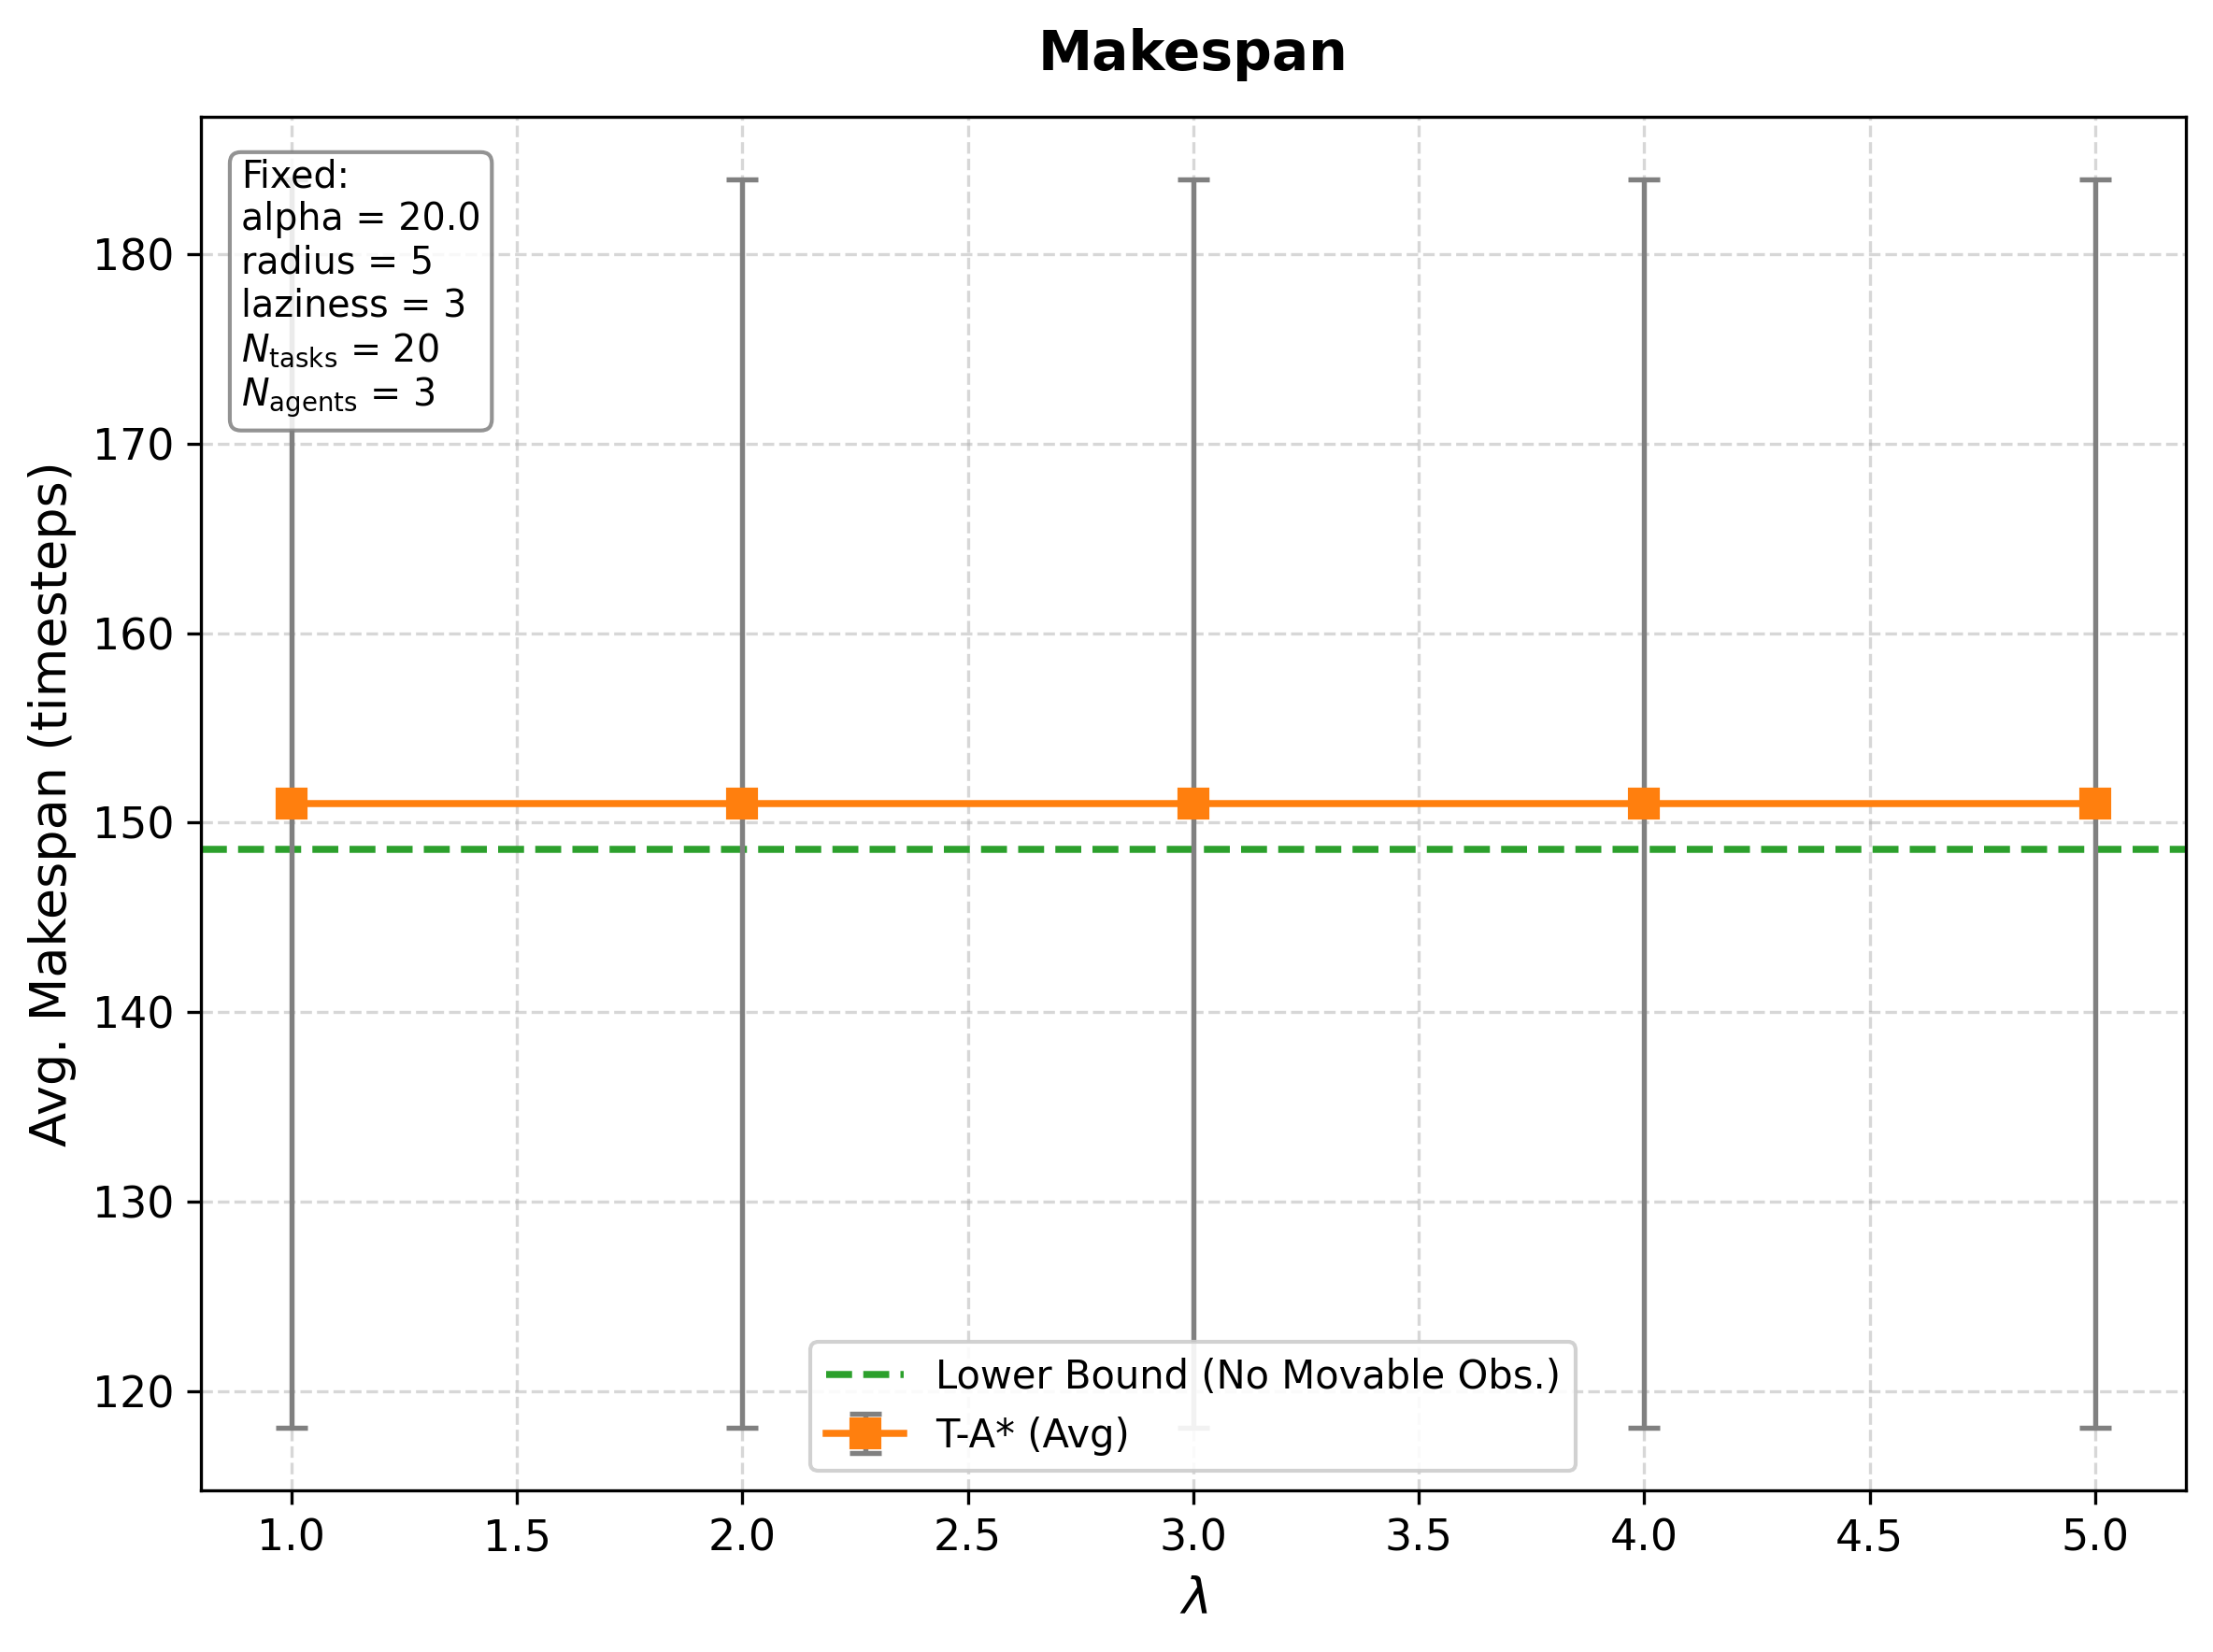 Makespan
Fixed:
alpha = 20.0
radius = 5
laziness = 3
N_tasks = 20
N_agents = 3
Avg. Makespan (timesteps)
180
170
160
150
140
130
120
Lower Bound (No Movable Obs.)
T-A* (Avg)
1.0 1.5 2.0 2.5 3.0 3.5 4.0 4.5 5.0
λ